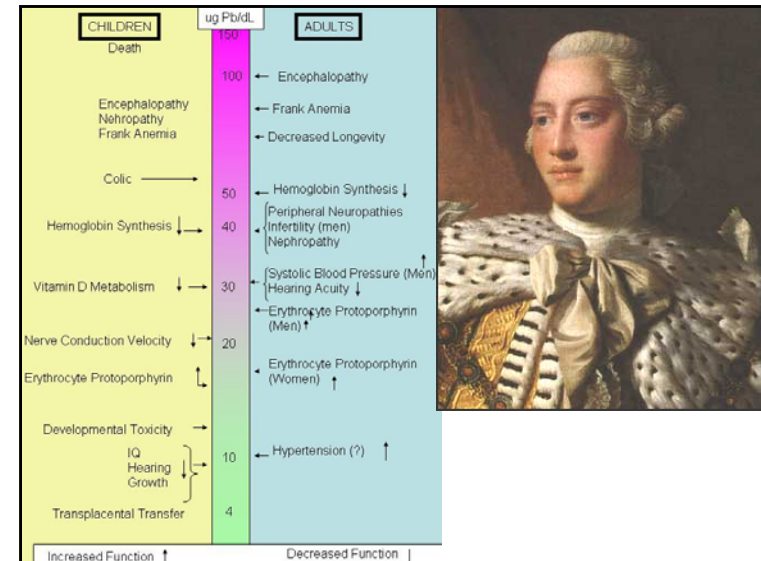 CHILDREN
ug Pb/dL
ADULTS
Death
150
100
Encephalopathy
Encephalopathy
Nehropathy
Frank Anemia
Frank Anemia
Decreased Longevity
Colic
50
Hemoglobin Synthesis ↓
Hemoglobin Synthesis ↓
40
Peripheral Neuropathies
Infertility (men)
Nephropathy
↑
Vitamin D Metabolism ↓
30
Systolic Blood Pressure (Men)
Hearing Acuity ↓
Erythrocyte Protoporphyrin
(Men) ↑
Nerve Conduction Velocity ↓
20
Erythrocyte Protoporphyrin ↑
Erythrocyte Protoporphyrin
(Women) ↑
Developmental Toxicity
IQ
Hearing ↓
Growth
10
Hypertension (?) ↑
Transplacental Transfer
4
Increased Function ↑
Decreased Function